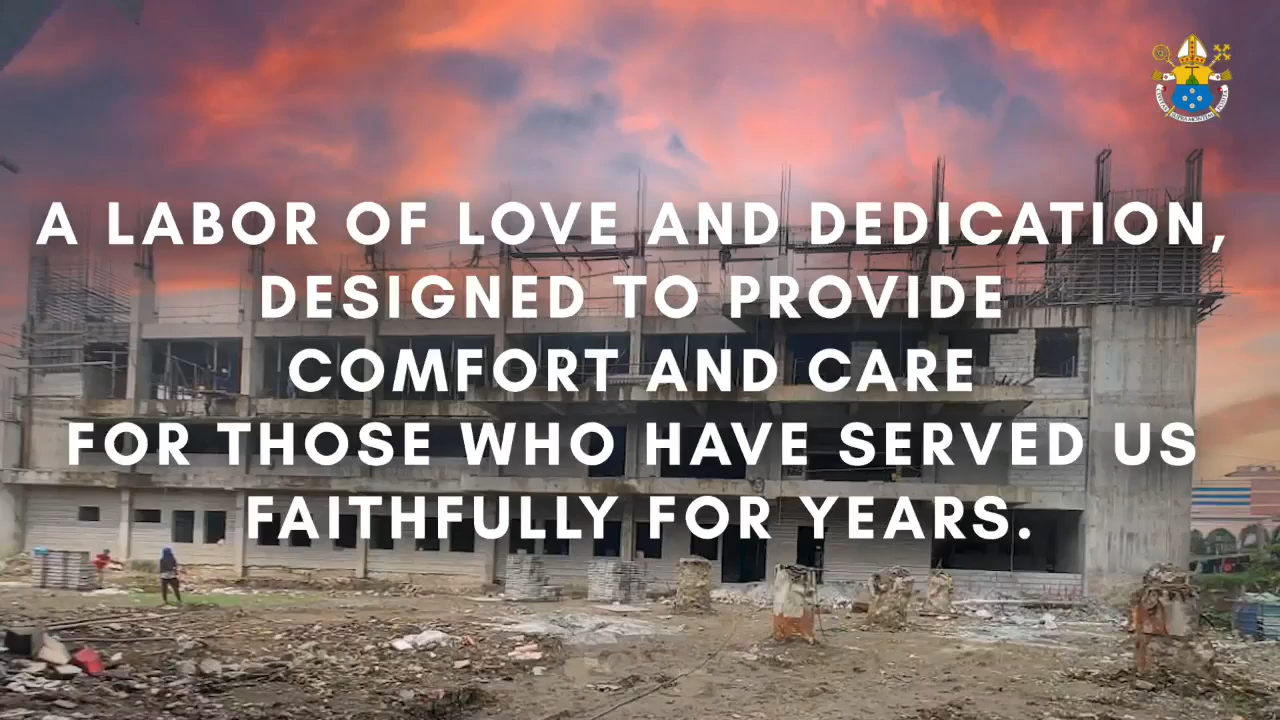 A LABOR OF LOVE AND DEDICATION,
DESIGNED TO PROVIDE
COMFORT AND CARE
FOR THOSE WHO HAVE SERVED US
FAITHFULLY FOR YEARS.